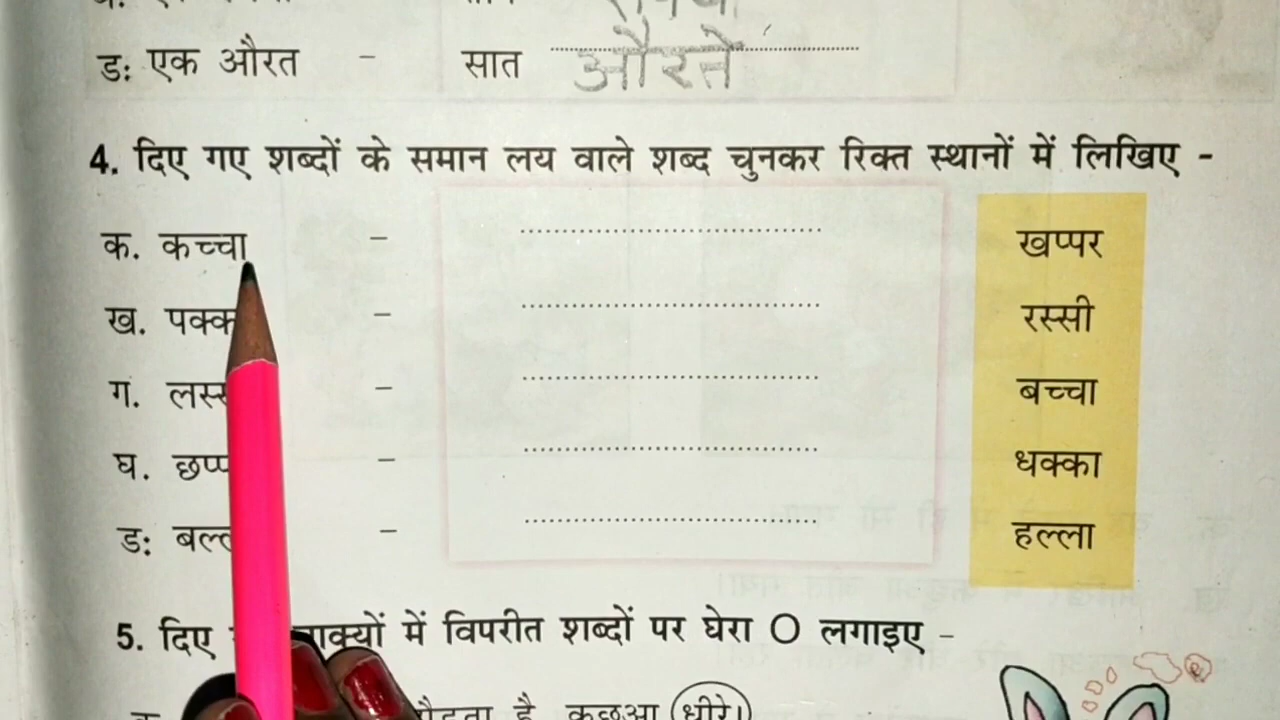 ड: एक औरत - सात औरतें
4. दिए गए शब्दों के समान लय वाले शब्द चुनकर रिक्त स्थानों में लिखिए -
क. कच्चा - खप्पर
ख. पक्क - रस्सी
ग. लस्स - बच्चा
घ. छप्प - धक्का
ड: बल्ल - हल्ला
5. दिए वाक्यों में विपरीत शब्दों पर घेरा O लगाइए -
है कछुआ धीरे।